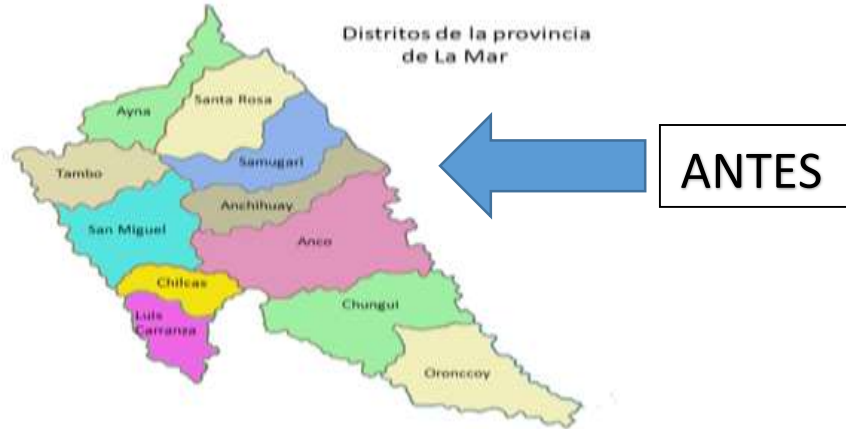 Distritos de la provincia
de La Mar
ANTES
Ayna
Santa Rosa
Samugari
Tambo
Anchihuay
San Miguel
Anco
Chilcas
Chungui
Luis
Carranza
Oronccoy